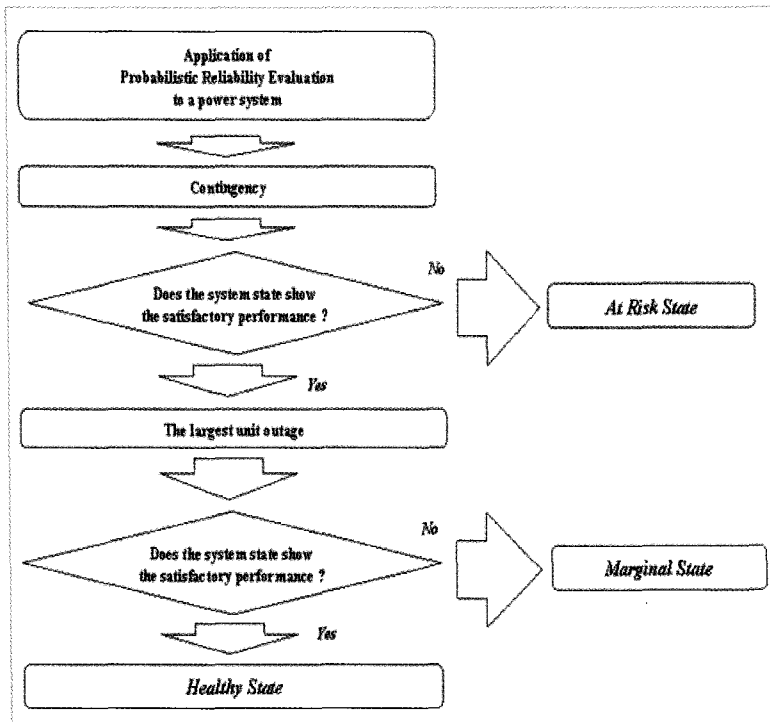 Application of
Probabilistic Reliability Evaluation
to a power system
Contingency
Does the system state show
the satisfactory performance ?
No
At Risk State
Yes
The largest unit outage
Does the system state show
the satisfactory performance ?
No
Marginal State
Yes
Healthy State